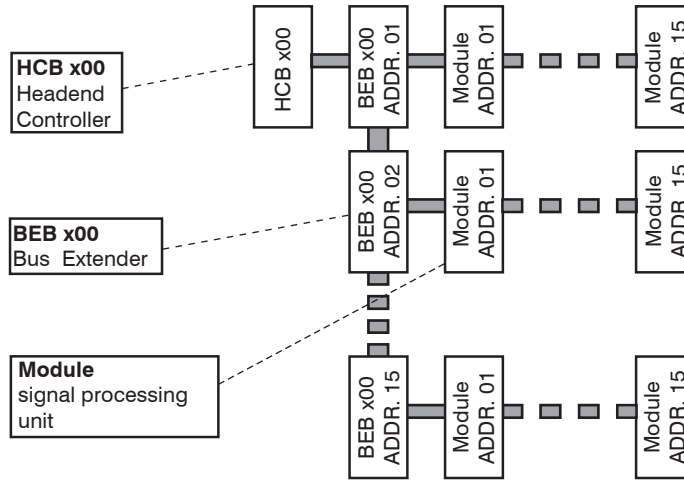 HCB x00
Headend
Controller
BEB x00
Bus Extender
Module
signal processing
unit
HCB x00
BEB x00
ADDR. 01
Module
ADDR. 01
Module
ADDR. 15
BEB x00
ADDR. 02
Module
ADDR. 01
Module
ADDR. 15
BEB x00
ADDR. 15
Module
ADDR. 01
Module
ADDR. 15